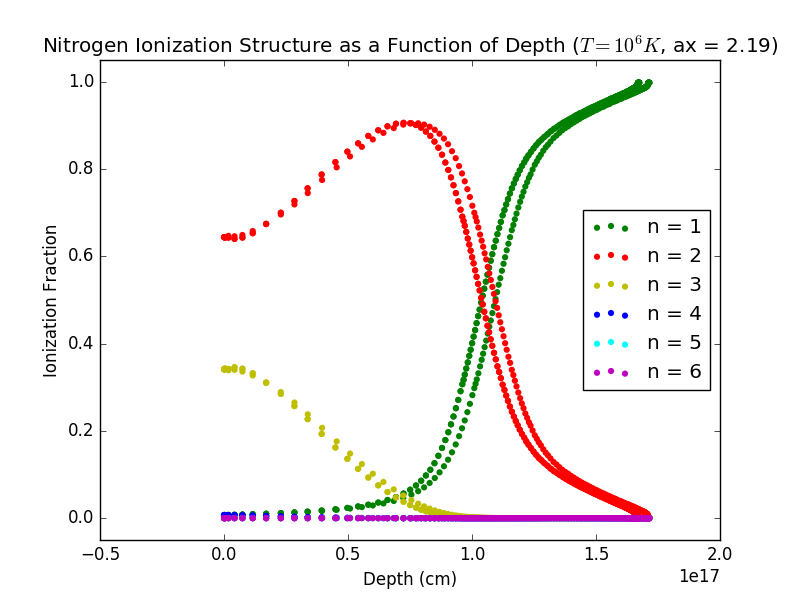 Nitrogen Ionization Structure as a Function of Depth (T = 10⁶K, ax = 2.19)
Ionization Fraction
1.0
0.8
0.6
0.4
0.2
0.0
n = 1
n = 2
n = 3
n = 4
n = 5
n = 6
−0.5 0.0 0.5 1.0 1.5 2.0
1e17
Depth (cm)